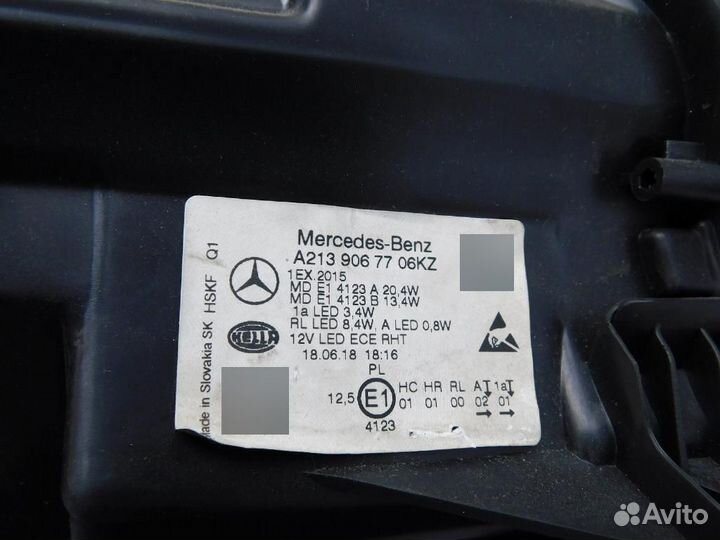 Mercedes-Benz
A213 906 77 06KZ
1EX.2015
MD E1 4123 A 20,4W
MD E1 4123 B 13,4W
1a LED 3,4W
RL LED 8,4W, A LED 0,8W
12V LED ECE RHT
18.06.18 18:16
PL
HC HR RL A 1a
12,5 E1 01 01 00 02 01
4123
Made in Slovakia SK HSKF Q1
HELLA
Avito